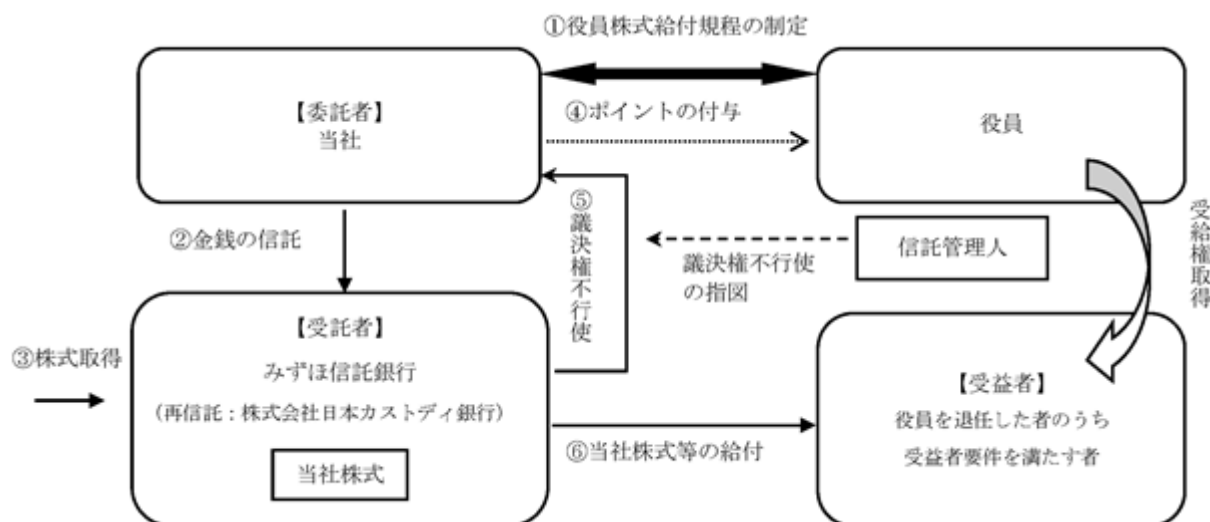 ①役員株式給付規程の制定
【委託者】
当社
④ポイントの付与
役員
②金銭の信託
⑤議決権不行使
議決権不行使
の指図
信託管理人
受給権取得
③株式取得
【受託者】
みずほ信託銀行
（再信託：株式会社日本カストディ銀行）
当社株式
⑥当社株式等の給付
【受益者】
役員を退任した者のうち
受益者要件を満たす者